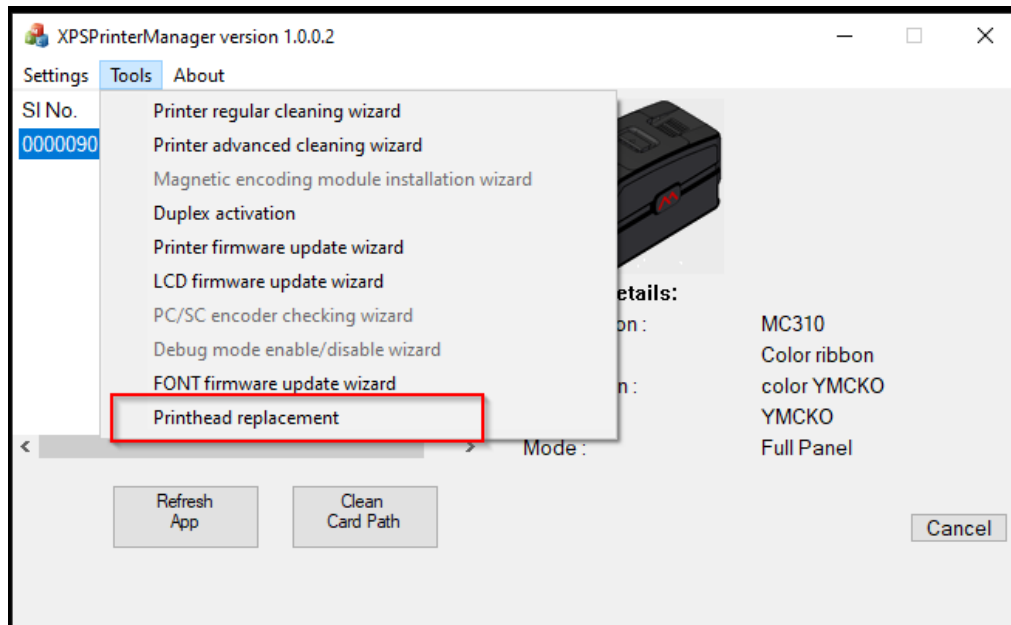 XPSPrinterManager version 1.0.0.2
Settings Tools About
SI No.
0000090
Printer regular cleaning wizard
Printer advanced cleaning wizard
Magnetic encoding module installation wizard
Duplex activation
Printer firmware update wizard
LCD firmware update wizard
PC/SC encoder checking wizard
Debug mode enable/disable wizard
FONT firmware update wizard
Printhead replacement
etails:
on : MC310
Color ribbon
n : color YMCKO
YMCKO
Mode : Full Panel
Refresh
App
Clean
Card Path
Cancel